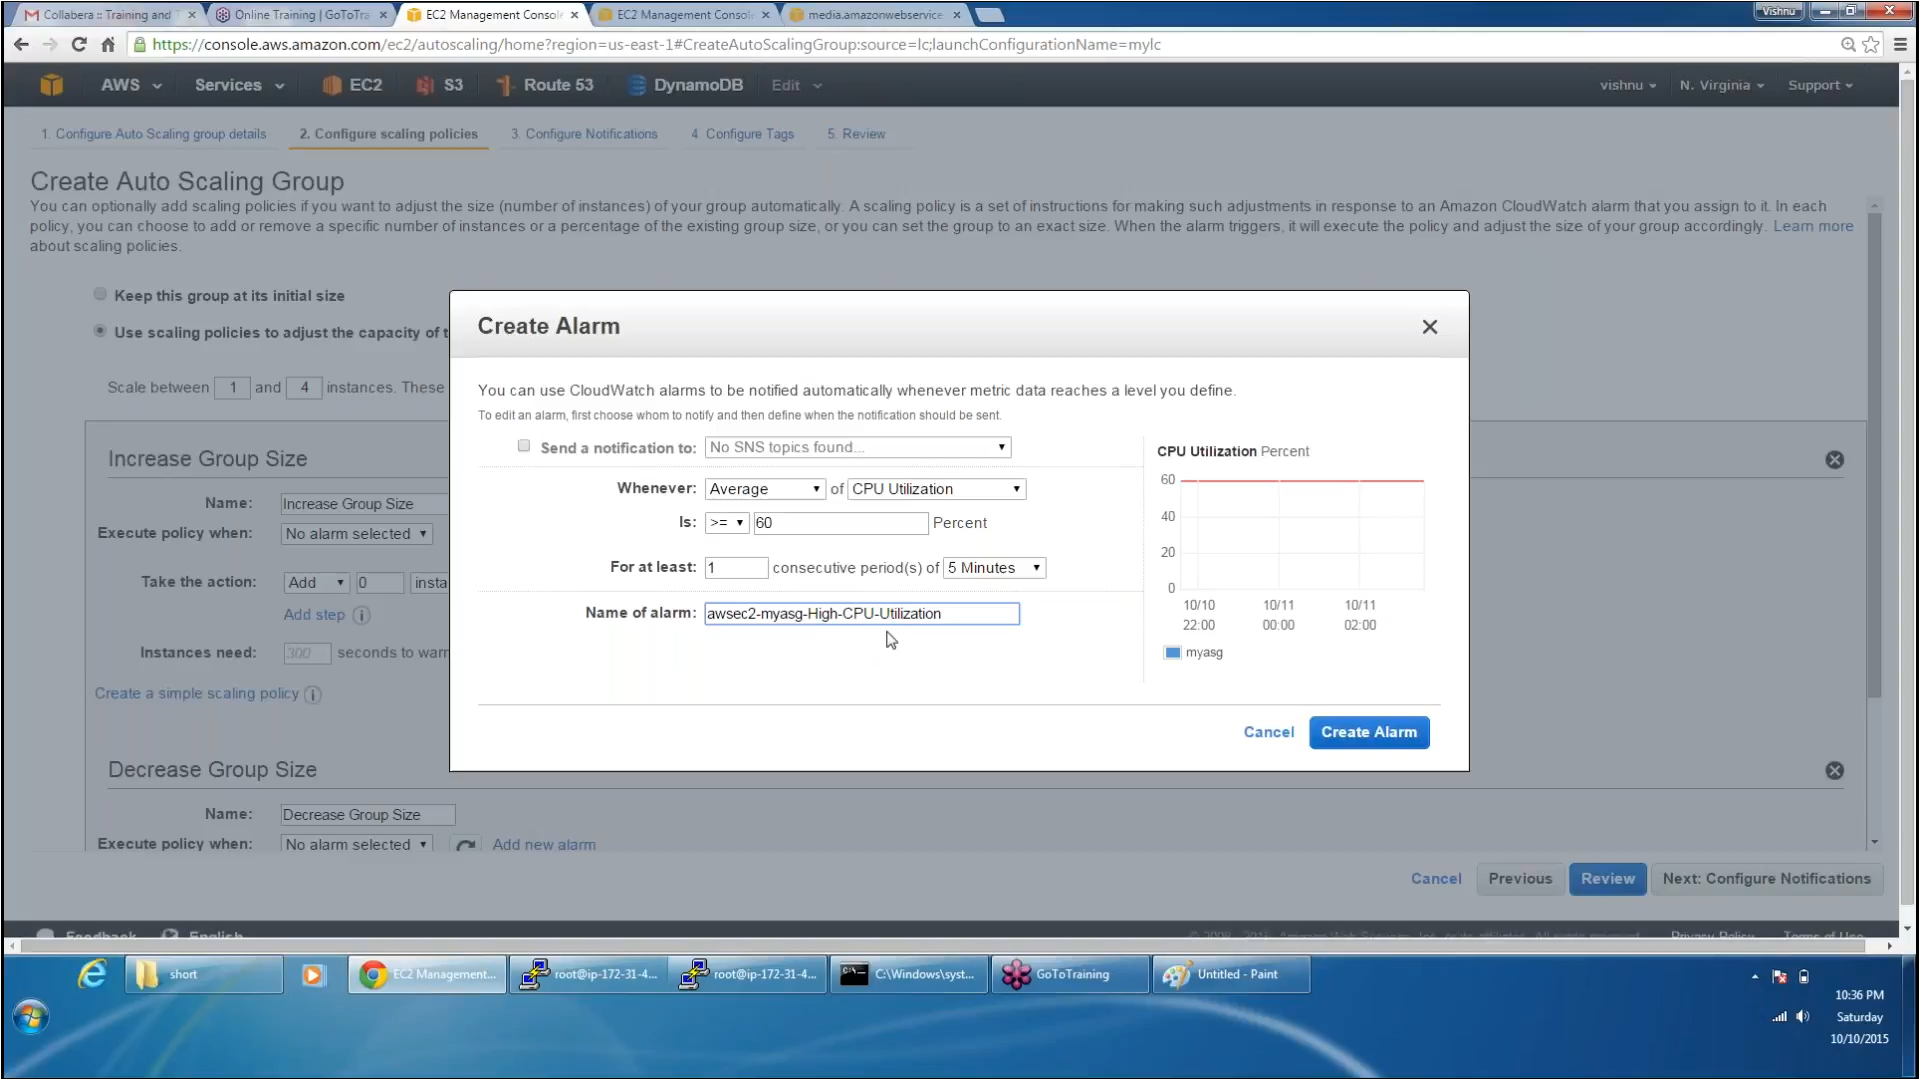 Collabera :: Training and T
Online Training | GoToTra
EC2 Management Console
EC2 Management Console
media.amazonwebservice
Vishnu
https://console.aws.amazon.com/ec2/autoscaling/home?region=us-east-1#CreateAutoScalingGroup:source=lc;launchConfigurationName=mylc
AWS Services EC2 S3 Route 53 DynamoDB Edit vishnu N. Virginia Support
1. Configure Auto Scaling group details 2. Configure scaling policies 3. Configure Notifications 4. Configure Tags 5. Review
Create Auto Scaling Group
You can optionally add scaling policies if you want to adjust the size (number of instances) of your group automatically. A scaling policy is a set of instructions for making such adjustments in response to an Amazon CloudWatch alarm that you assign to it. In each
policy, you can choose to add or remove a specific number of instances or a percentage of the existing group size, or you can set the group to an exact size. When the alarm triggers, it will execute the policy and adjust the size of your group accordingly. Learn more
about scaling policies.
Keep this group at its initial size
Use scaling policies to adjust the capacity of t
Scale between 1 and 4 instances. These
Increase Group Size
Name: Increase Group Size
Execute policy when: No alarm selected
Take the action: Add 0 insta
Add step i
Instances need: 300 seconds to warm
Create a simple scaling policy i
Decrease Group Size
Name: Decrease Group Size
Execute policy when: No alarm selected Add new alarm
Create Alarm
You can use CloudWatch alarms to be notified automatically whenever metric data reaches a level you define.
To edit an alarm, first choose whom to notify and then define when the notification should be sent.
Send a notification to: No SNS topics found...
Whenever: Average of CPU Utilization
Is: >= 60 Percent
For at least: 1 consecutive period(s) of 5 Minutes
Name of alarm: awsec2-myasg-High-CPU-Utilization
CPU Utilization Percent
60
40
20
0
10/10 10/11 10/11
22:00 00:00 02:00
myasg
Cancel Create Alarm
Cancel Previous Review Next: Configure Notifications
Feedback English Privacy Policy Terms of Use
short
EC2 Management...
root@ip-172-31-4...
root@ip-172-31-4...
C:\Windows\syst...
GoToTraining
Untitled - Paint
10:36 PM
Saturday
10/10/2015